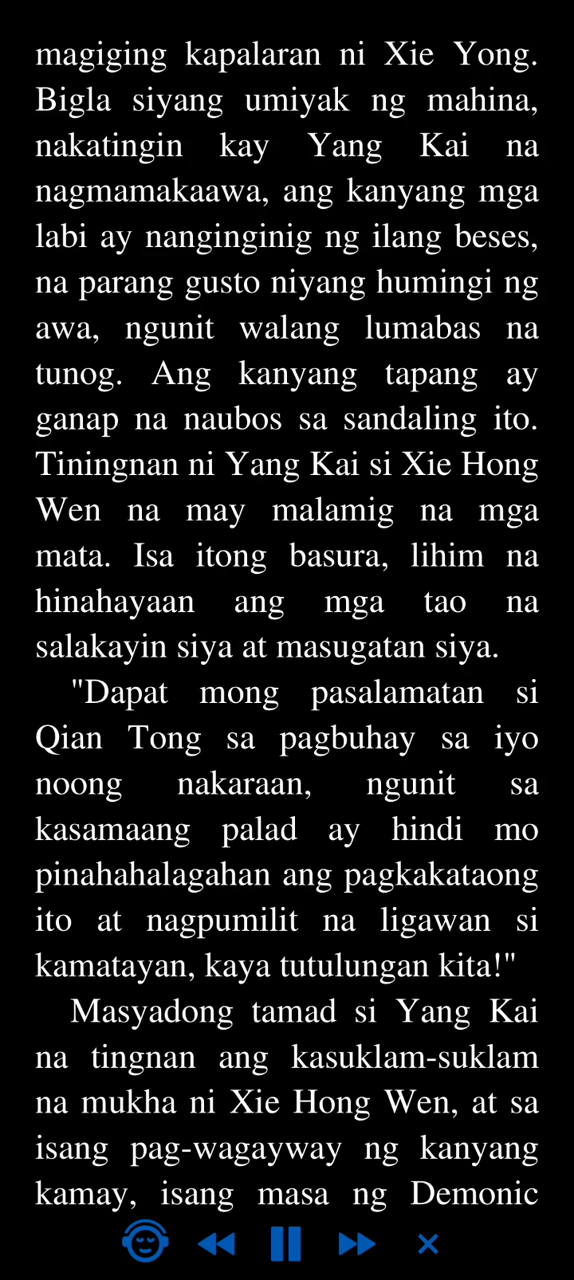 magiging kapalaran ni Xie Yong.
Bigla siyang umiyak ng mahina,
nakatingin kay Yang Kai na
nagmamakaawa, ang kanyang mga
labi ay nanginginig ng ilang beses,
na parang gusto niyang humingi ng
awa, ngunit walang lumabas na
tunog. Ang kanyang tapang ay
ganap na naubos sa sandaling ito.
Tiningnan ni Yang Kai si Xie Hong
Wen na may malamig na mga
mata. Isa itong basura, lihim na
hinahayaan ang mga tao na
salakayin siya at masugatan siya.
"Dapat mong pasalamatan si
Qian Tong sa pagbuhay sa iyo
noong nakaraan, ngunit sa
kasamaang palad ay hindi mo
pinahahalagahan ang pagkakataong
ito at nagpumilit na ligawan si
kamatayan, kaya tutulungan kita!"
Masyadong tamad si Yang Kai
na tingnan ang kasuklam-suklam
na mukha ni Xie Hong Wen, at sa
isang pag-wagayway ng kanyang
kamay, isang masa ng Demonic